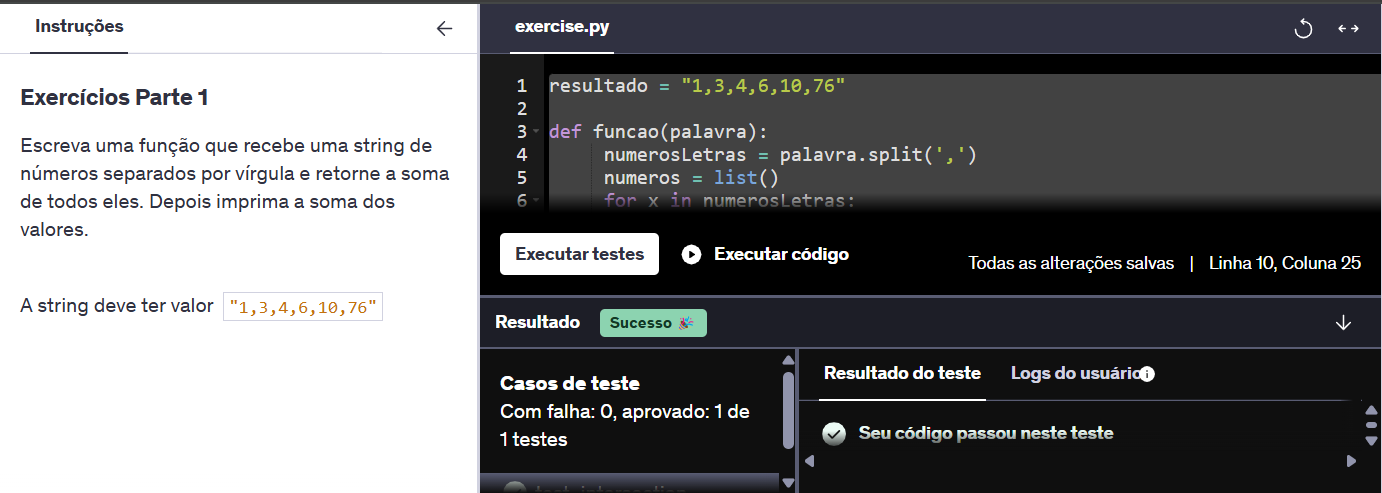 Instruções
Exercícios Parte 1
Escreva uma função que recebe uma string de
números separados por vírgula e retorne a soma
de todos eles. Depois imprima a soma dos
valores.
A string deve ter valor "1,3,4,6,10,76"
exercise.py
1 resultado = "1,3,4,6,10,76"
2
3 def funcao(palavra):
4 numerosLetras = palavra.split(',')
5 numeros = list()
6 for x in numerosLetras:
Executar testes
Executar código
Todas as alterações salvas | Linha 10, Coluna 25
Resultado
Sucesso 🎉
Casos de teste
Com falha: 0, aprovado: 1 de
1 testes
Resultado do teste
Logs do usuário
Seu código passou neste teste